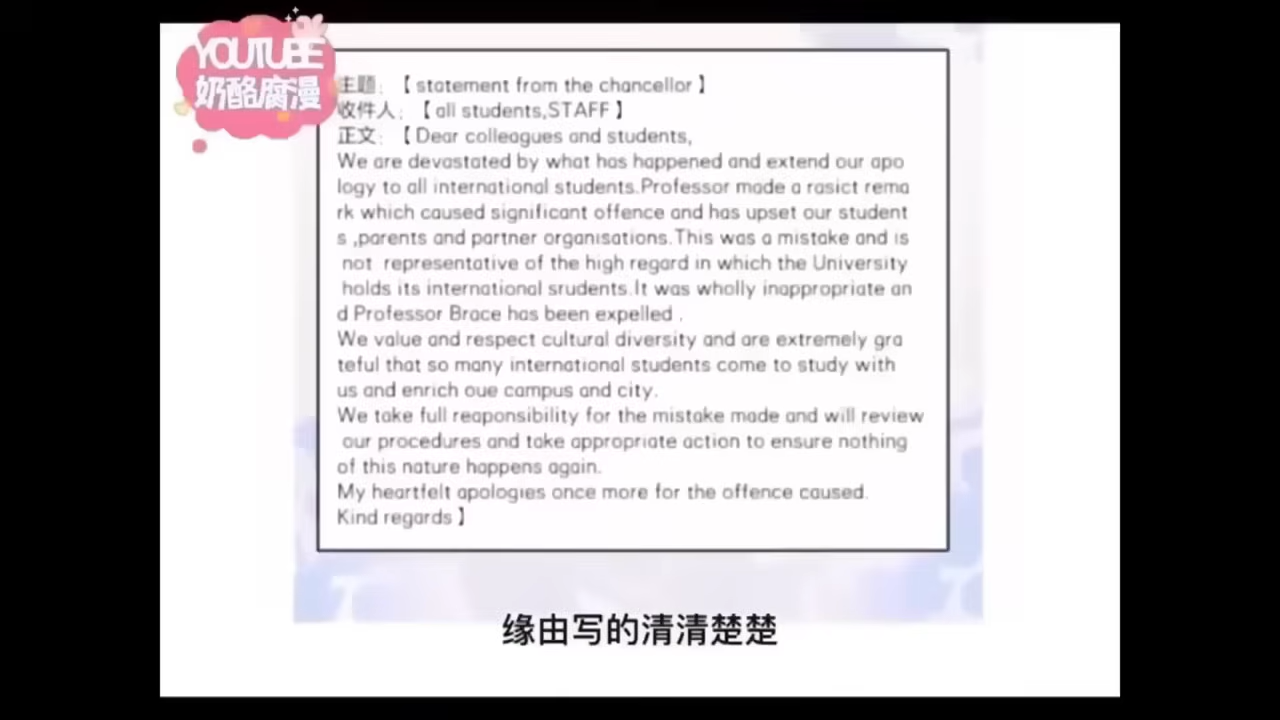 YOUTUBE
奶酪腐漫
主题：【statement from the chancellor】
收件人：【all students,STAFF】
正文：【Dear colleagues and students,
We are devastated by what has happened and extend our apo
logy to all international students.Professor made a rasict rema
rk which caused significant offence and has upset our student
s ,parents and partner organisations.This was a mistake and is
not representative of the high regard in which the University
holds its international srudents.It was wholly inappropriate an
d Professor Brace has been expelled .
We value and respect cultural diversity and are extremely gra
teful that so many international students come to study with
us and enrich oue campus and city.
We take full reaponsibility for the mistake made and will review
our procedures and take appropriate action to ensure nothing
of this nature happens again.
My heartfelt apologies once more for the offence caused.
Kind regards】
缘由写的清清楚楚